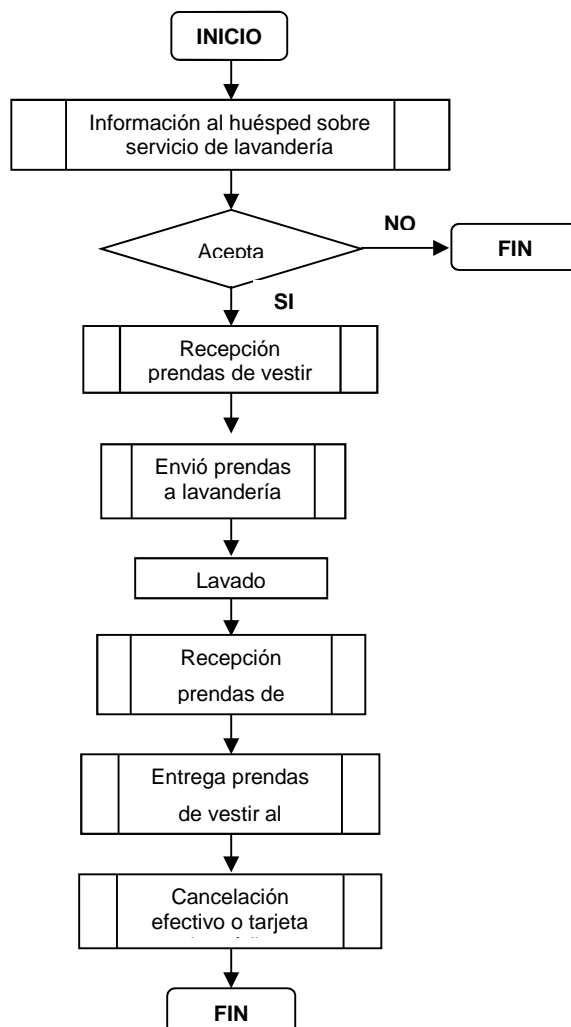 INICIO
Información al huésped sobre
servicio de lavandería
Acepta
NO
FIN
SI
Recepción
prendas de vestir
Envió prendas
a lavandería
Lavado
Recepción
prendas de
Entrega prendas
de vestir al
Cancelación
efectivo o tarjeta
FIN